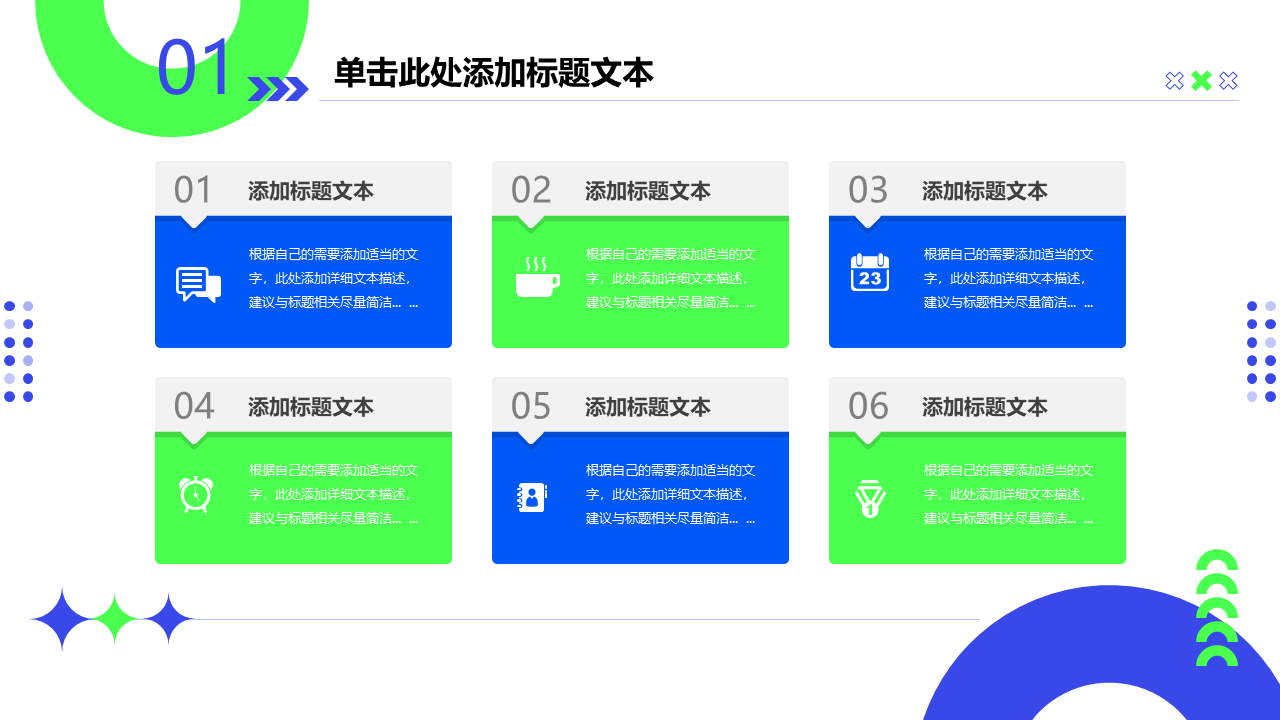 01
单击此处添加标题文本
01 添加标题文本
根据自己的需要添加适当的文
字，此处添加详细文本描述，
建议与标题相关尽量简洁... ...
02 添加标题文本
根据自己的需要添加适当的文
字，此处添加详细文本描述，
建议与标题相关尽量简洁... ...
03 添加标题文本
23
根据自己的需要添加适当的文
字，此处添加详细文本描述，
建议与标题相关尽量简洁... ...
04 添加标题文本
根据自己的需要添加适当的文
字，此处添加详细文本描述，
建议与标题相关尽量简洁... ...
05 添加标题文本
根据自己的需要添加适当的文
字，此处添加详细文本描述，
建议与标题相关尽量简洁... ...
06 添加标题文本
1
根据自己的需要添加适当的文
字，此处添加详细文本描述，
建议与标题相关尽量简洁... ...